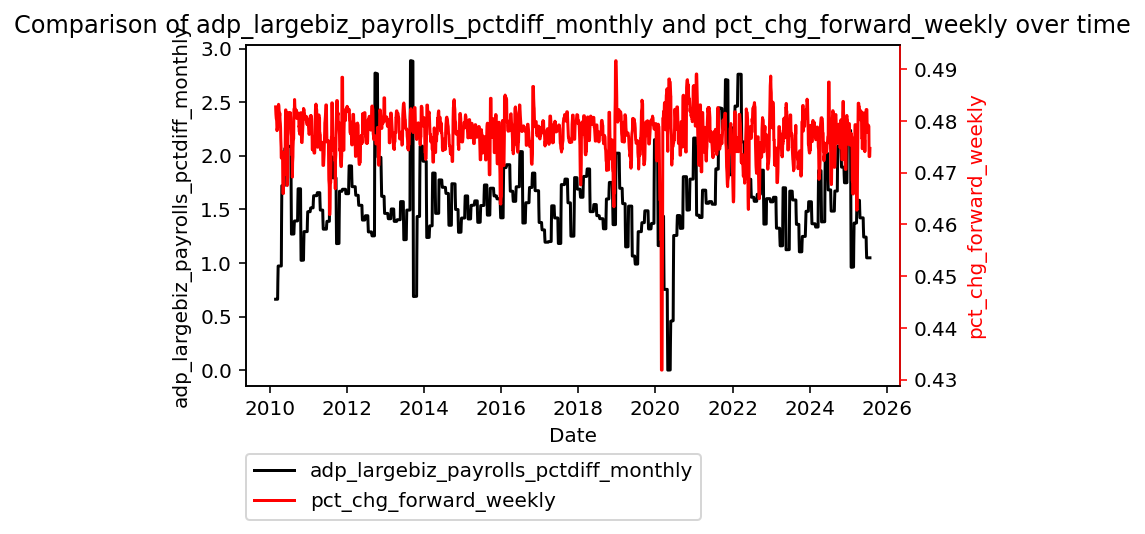 Comparison of adp_largebiz_payrolls_pctdiff_monthly and pct_chg_forward_weekly over time
adp_largebiz_payrolls_pctdiff_monthly
3.0
2.5
2.0
1.5
1.0
0.5
0.0
0.49
0.48
0.47
0.46
0.45
0.44
0.43
pct_chg_forward_weekly
2010 2012 2014 2016 2018 2020 2022 2024 2026
Date
adp_largebiz_payrolls_pctdiff_monthly
pct_chg_forward_weekly